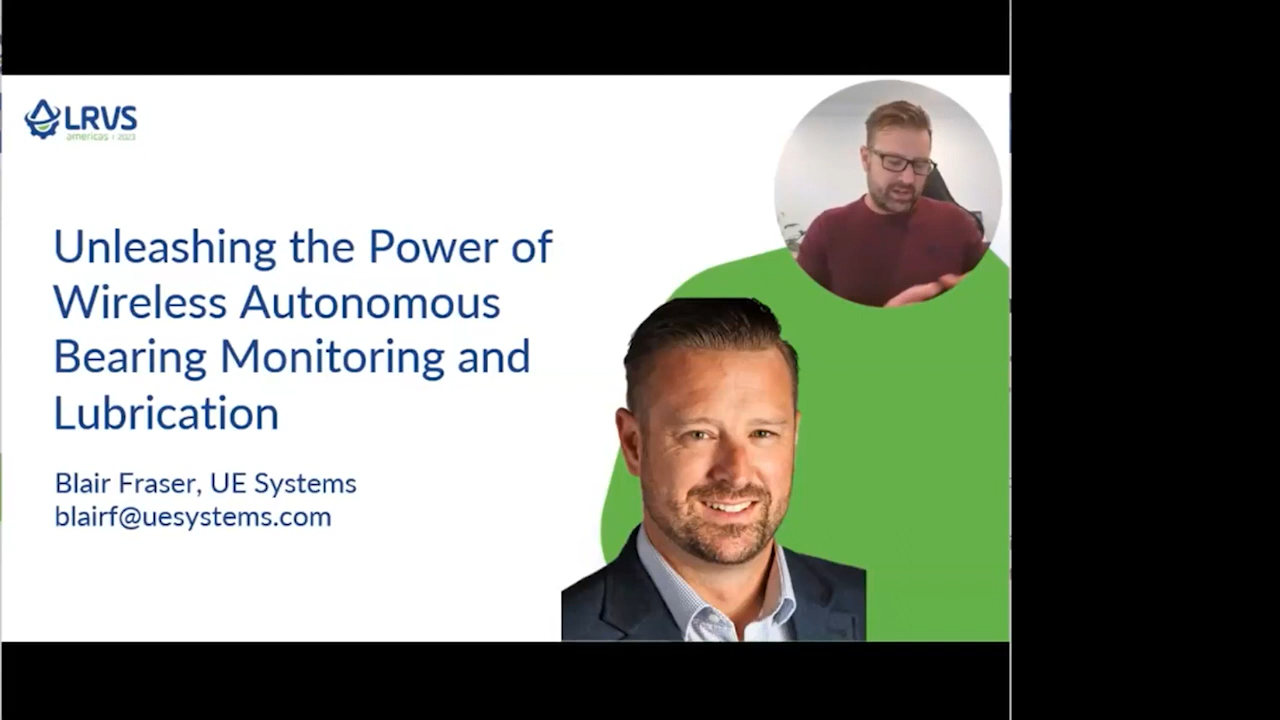 LRVS
americas | 2023
Unleashing the Power of
Wireless Autonomous
Bearing Monitoring and
Lubrication
Blair Fraser, UE Systems
blairf@uesystems.com